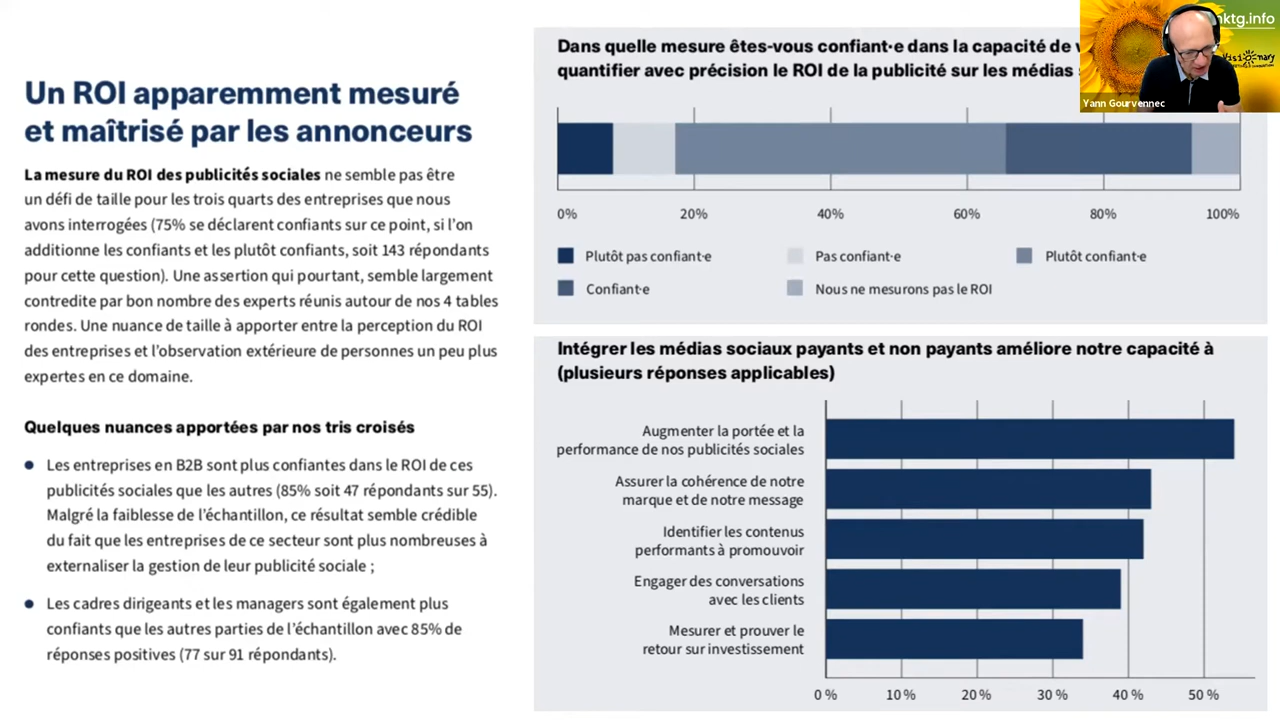 Un ROI apparemment mesuré
et maîtrisé par les annonceurs
La mesure du ROI des publicités sociales ne semble pas être
un défi de taille pour les trois quarts des entreprises que nous
avons interrogées (75% se déclarent confiants sur ce point, si l'on
additionne les confiants et les plutôt confiants, soit 143 répondants
pour cette question). Une assertion qui pourtant, semble largement
contredite par bon nombre des experts réunis autour de nos 4 tables
rondes. Une nuance de taille à apporter entre la perception du ROI
des entreprises et l'observation extérieure de personnes un peu plus
expertes en ce domaine.
Quelques nuances apportées par nos tris croisés
Les entreprises en B2B sont plus confiantes dans le ROI de ces
publicités sociales que les autres (85% soit 47 répondants sur 55).
Malgré la faiblesse de l'échantillon, ce résultat semble crédible
du fait que les entreprises de ce secteur sont plus nombreuses à
externaliser la gestion de leur publicité sociale ;
Les cadres dirigeants et les managers sont également plus
confiants que les autres parties de l'échantillon avec 85% de
réponses positives (77 sur 91 répondants).
Dans quelle mesure êtes-vous confiant·e dans la capacité de
quantifier avec précision le ROI de la publicité sur les médias
0% 20% 40% 60% 80% 100%
Plutôt pas confiant·e Pas confiant·e Plutôt confiant·e
Confiant·e Nous ne mesurons pas le ROI
Intégrer les médias sociaux payants et non payants améliore notre capacité à
(plusieurs réponses applicables)
Augmenter la portée et la
performance de nos publicités sociales
Assurer la cohérence de notre
marque et de notre message
Identifier les contenus
performants à promouvoir
Engager des conversations
avec les clients
Mesurer et prouver le
retour sur investissement
0 % 10 % 20 % 30 % 40 % 50 %
nktg.info
Yann Gourvennec